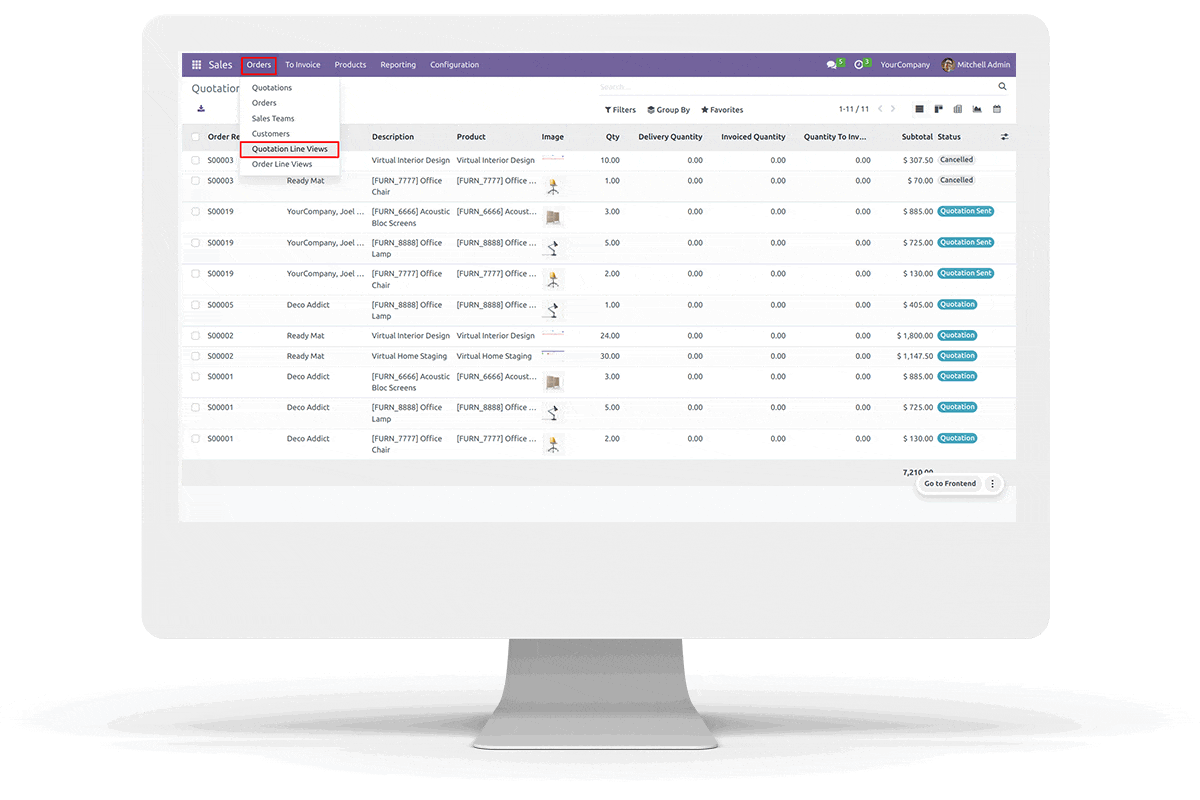 Sales Orders To Invoice Products Reporting Configuration 5 3 YourCompany Mitchell Admin
Quotation Search...
Quotations
Orders
Sales Teams
Customers
Quotation Line Views
Order Line Views
Filters Group By Favorites 1-11 / 11
Order Re Description Product Image Qty Delivery Quantity Invoiced Quantity Quantity To Inv... Subtotal Status
S00003 Virtual Interior Design Virtual Interior Design 10.00 0.00 0.00 0.00 $ 307.50 Cancelled
S00003 Ready Mat [FURN_7777] Office [FURN_7777] Office ... 1.00 0.00 0.00 0.00 $ 70.00 Cancelled
Chair
S00019 YourCompany, Joel ... [FURN_6666] Acoustic [FURN_6666] Acoust... 3.00 0.00 0.00 0.00 $ 885.00 Quotation Sent
Bloc Screens
S00019 YourCompany, Joel ... [FURN_8888] Office [FURN_8888] Office ... 5.00 0.00 0.00 0.00 $ 725.00 Quotation Sent
Lamp
S00019 YourCompany, Joel ... [FURN_7777] Office [FURN_7777] Office ... 2.00 0.00 0.00 0.00 $ 130.00 Quotation Sent
Chair
S00005 Deco Addict [FURN_8888] Office [FURN_8888] Office ... 1.00 0.00 0.00 0.00 $ 405.00 Quotation
Lamp
S00002 Ready Mat Virtual Interior Design Virtual Interior Design 24.00 0.00 0.00 0.00 $ 1,800.00 Quotation
S00002 Ready Mat Virtual Home Staging Virtual Home Staging 30.00 0.00 0.00 0.00 $ 1,147.50 Quotation
S00001 Deco Addict [FURN_6666] Acoustic [FURN_6666] Acoust... 3.00 0.00 0.00 0.00 $ 885.00 Quotation
Bloc Screens
S00001 Deco Addict [FURN_8888] Office [FURN_8888] Office ... 5.00 0.00 0.00 0.00 $ 725.00 Quotation
Lamp
S00001 Deco Addict [FURN_7777] Office [FURN_7777] Office ... 2.00 0.00 0.00 0.00 $ 130.00 Quotation
Chair
7,210.00
Go to Frontend